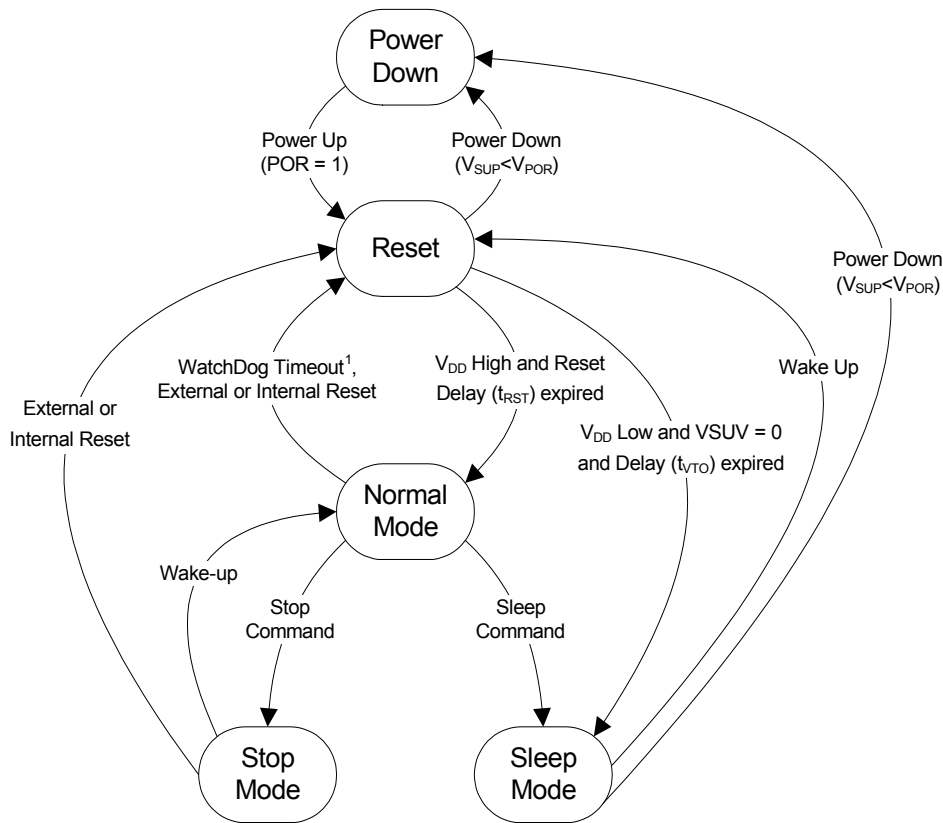 Power
Down
Power Up
(POR = 1)
Power Down
(VSUP<VPOR)
Reset
Power Down
(VSUP<VPOR)
WatchDog Timeout1,
External or Internal Reset
VDD High and Reset
Delay (tRST) expired
Wake Up
External or
Internal Reset
VDD Low and VSUV = 0
and Delay (tVTO) expired
Normal
Mode
Wake-up
Stop
Command
Sleep
Command
Stop
Mode
Sleep
Mode